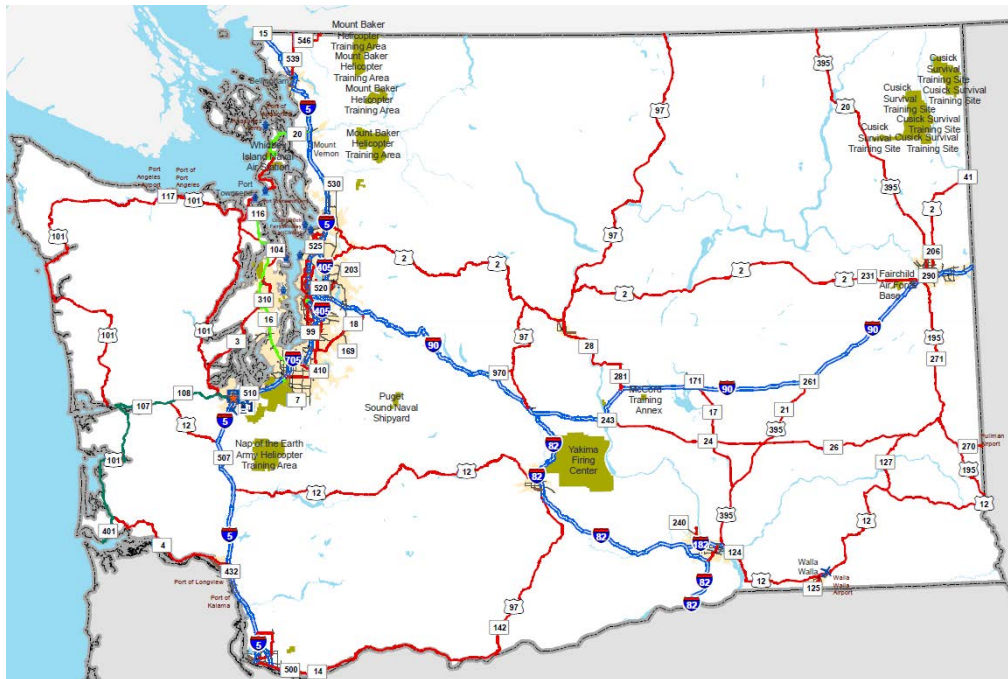 15
546
539
Mount Baker
Helicopter
Training Area
Mount Baker
Helicopter
Training Area
Mount Baker
Helicopter
Training Area
Mount Baker
Helicopter
Training Area
395
97
20
Cusick
Survival
Training Site
Cusick Survival
Training Site
Cusick
Survival
Training Site
Cusick Survival
Training Site
Cusick
Survival
Training Site
Cusick Survival
Training Site
5
20
Whidbey
Island Naval
Air Station
Mount
Vernon
97
395
41
Port
Angeles
Airport
Port of
Port
Angeles
117
101
Port
Townsend
530
116
5
2
101
104
525
97
206
405
203
2
2
2
231
2
290
Fairchild
Air Force
Base
310
520
2
2
16
405
90
101
101
3
99
18
97
195
169
90
28
271
705
410
970
281
171
90
261
108
510
7
Puget
Sound Naval
Shipyard
McCord
Training
Annex
107
5
17
21
12
243
395
24
26
270
Pullman
Airport
507
Nap of the Earth
Army Helicopter
Training Area
82
Yakima
Firing
Center
127
195
101
12
82
12
12
401
395
12
4
5
82
240
182
124
432
82
Walla
Walla
12
125
Walla
Walla
Airport
Port of Longview
Port of
Kalama
97
82
142
5
500
14